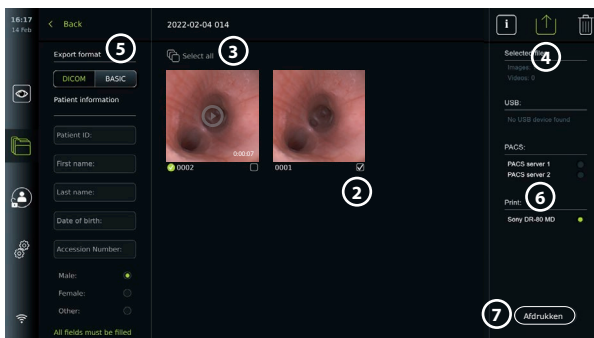 16:17
14 Feb
Back
2022-02-04 014
i
Export format
5
DICOM
BASIC
Patient information
Patient ID:
First name:
Last name:
Date of birth:
Accession Number:
Male:
Female:
Other:
All fields must be filled
Select all
3
0:00:07
0002
0001
2
Selected files:
4
Images:
Videos: 0
USB:
No USB device found
PACS:
PACS server 1
PACS server 2
Print:
6
Sony DR-80 MD
7
Afdrukken